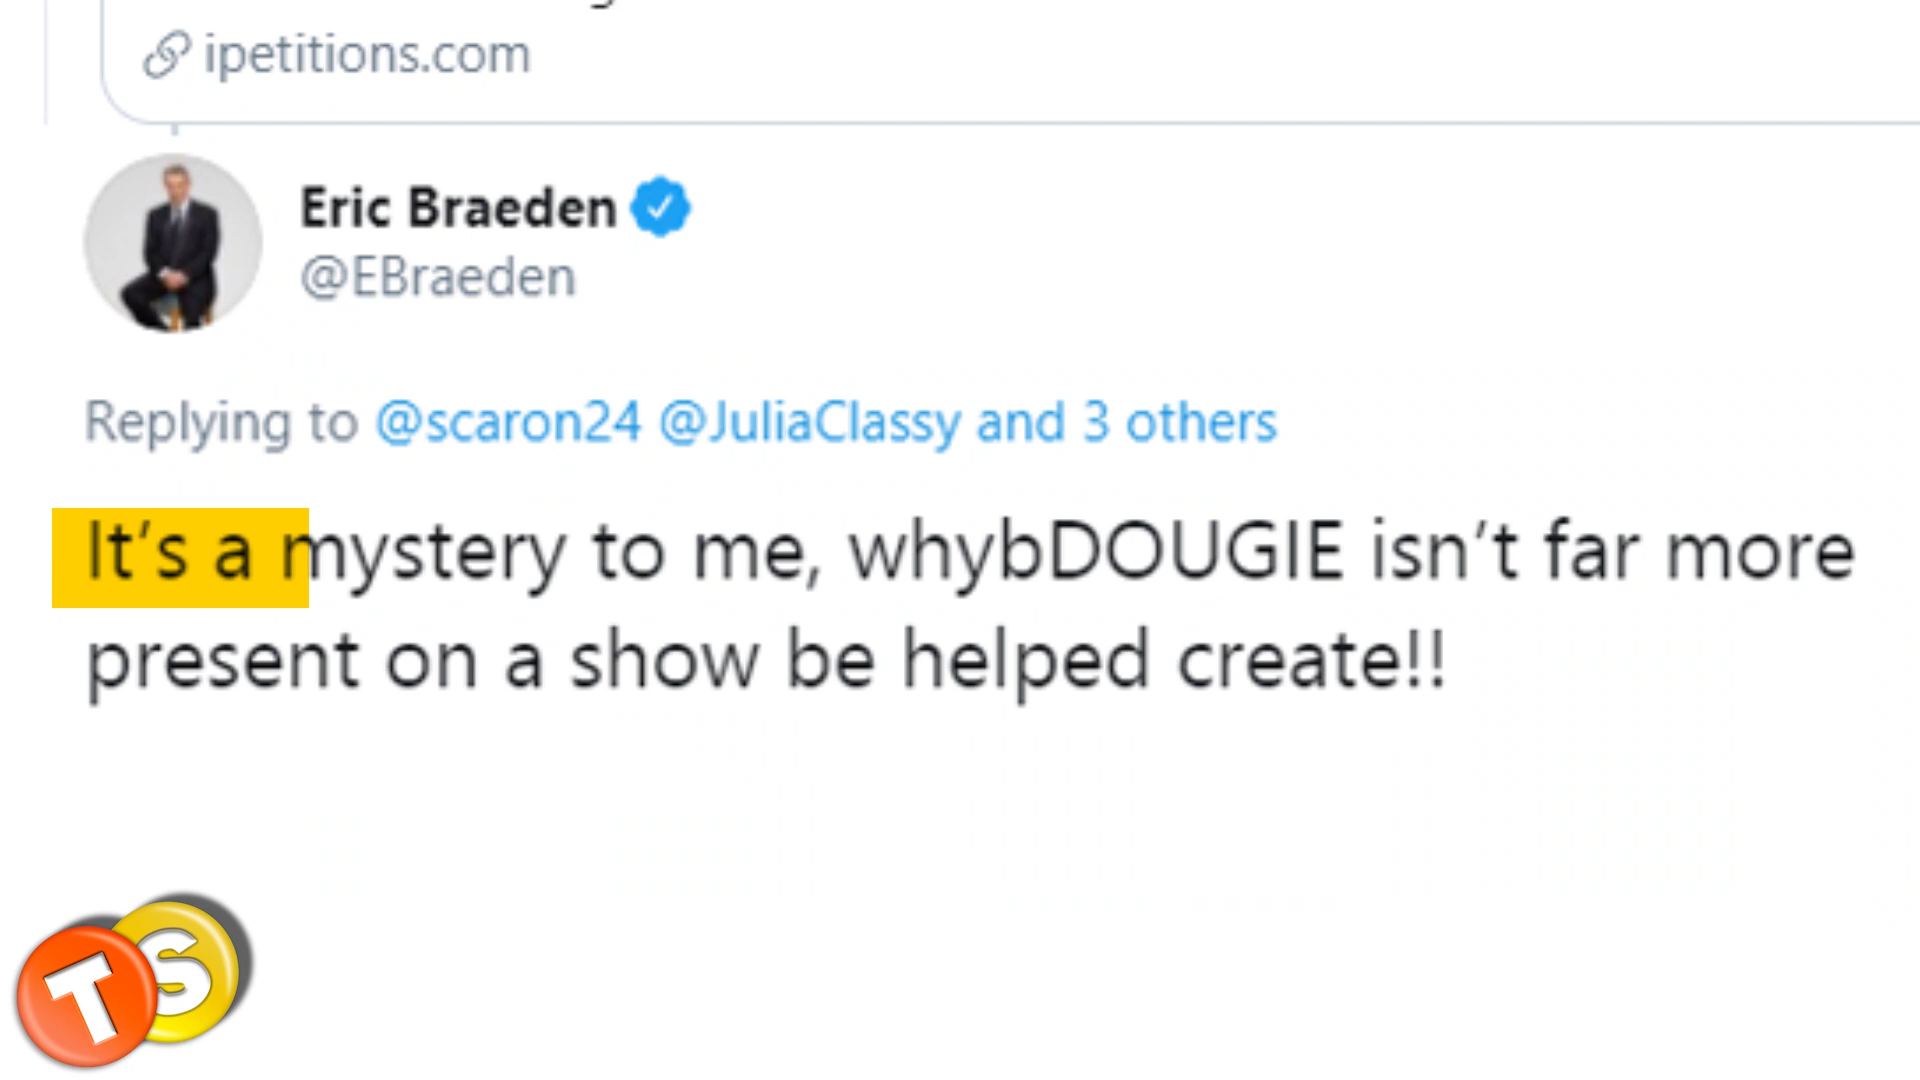 ipetitions.com
Eric Braeden
@EBraeden
Replying to @scaron24 @JuliaClassy and 3 others
It's a mystery to me, whybDOUGIE isn't far more
present on a show be helped create!!
TS